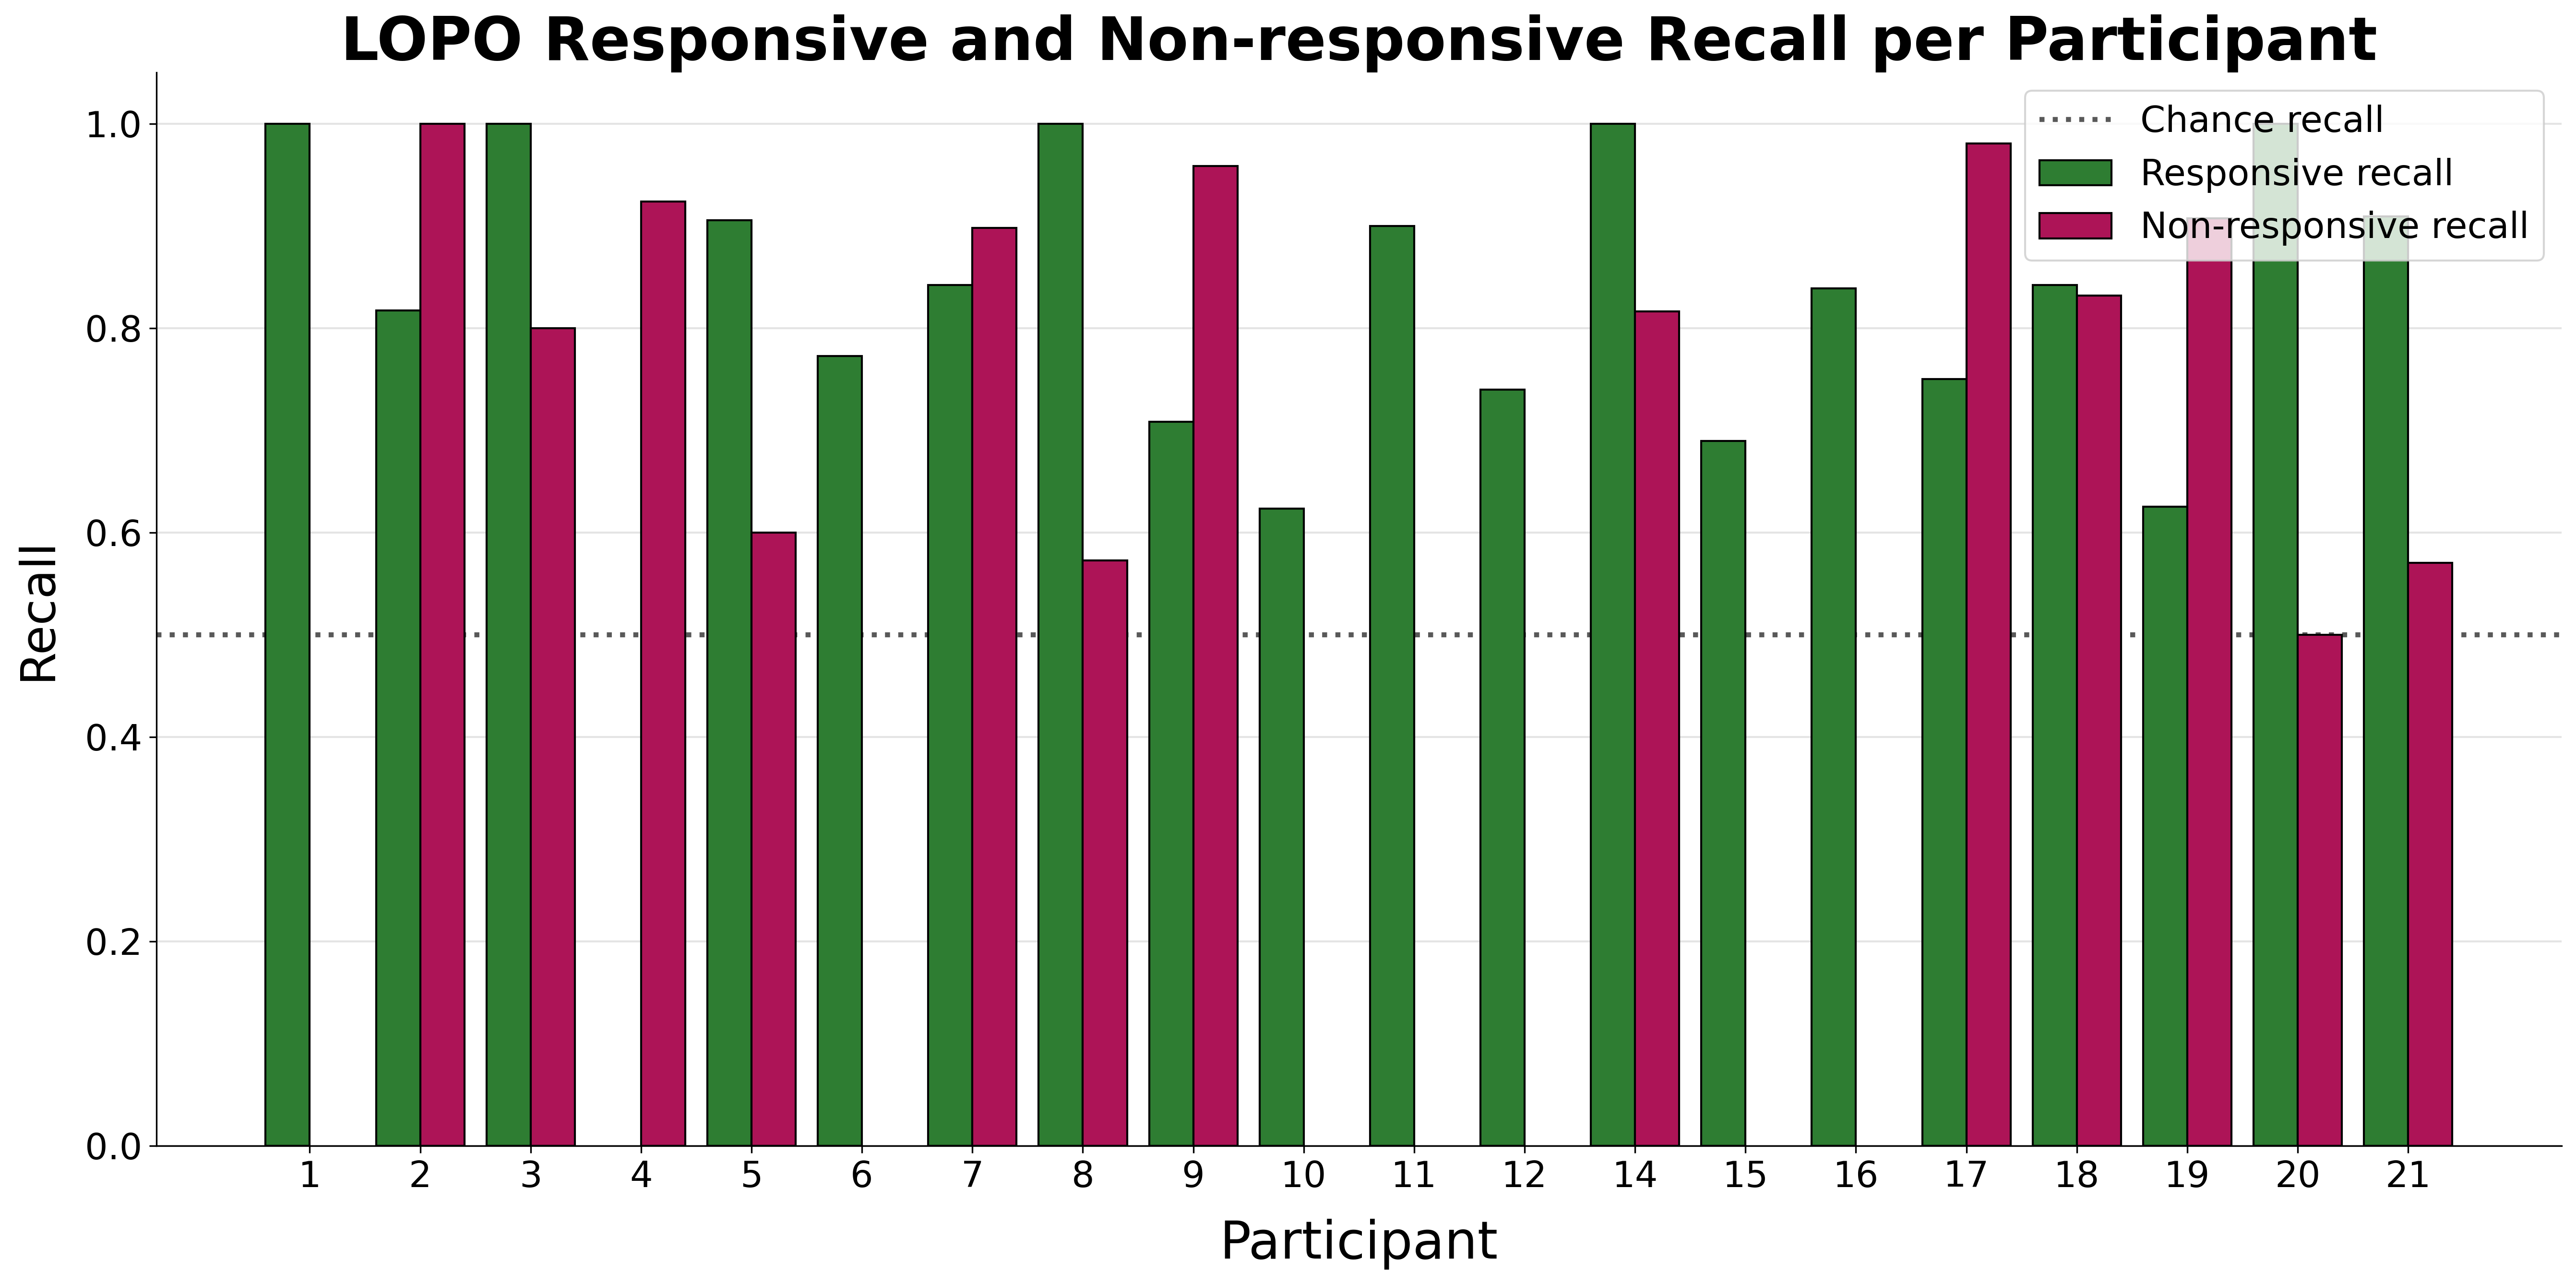 LOPO Responsive and Non-responsive Recall per Participant
Chance recall
Responsive recall
Non-responsive recall
1.0
0.8
0.6
0.4
0.2
0.0
Recall
1 2 3 4 5 6 7 8 9 10 11 12 14 15 16 17 18 19 20 21
Participant